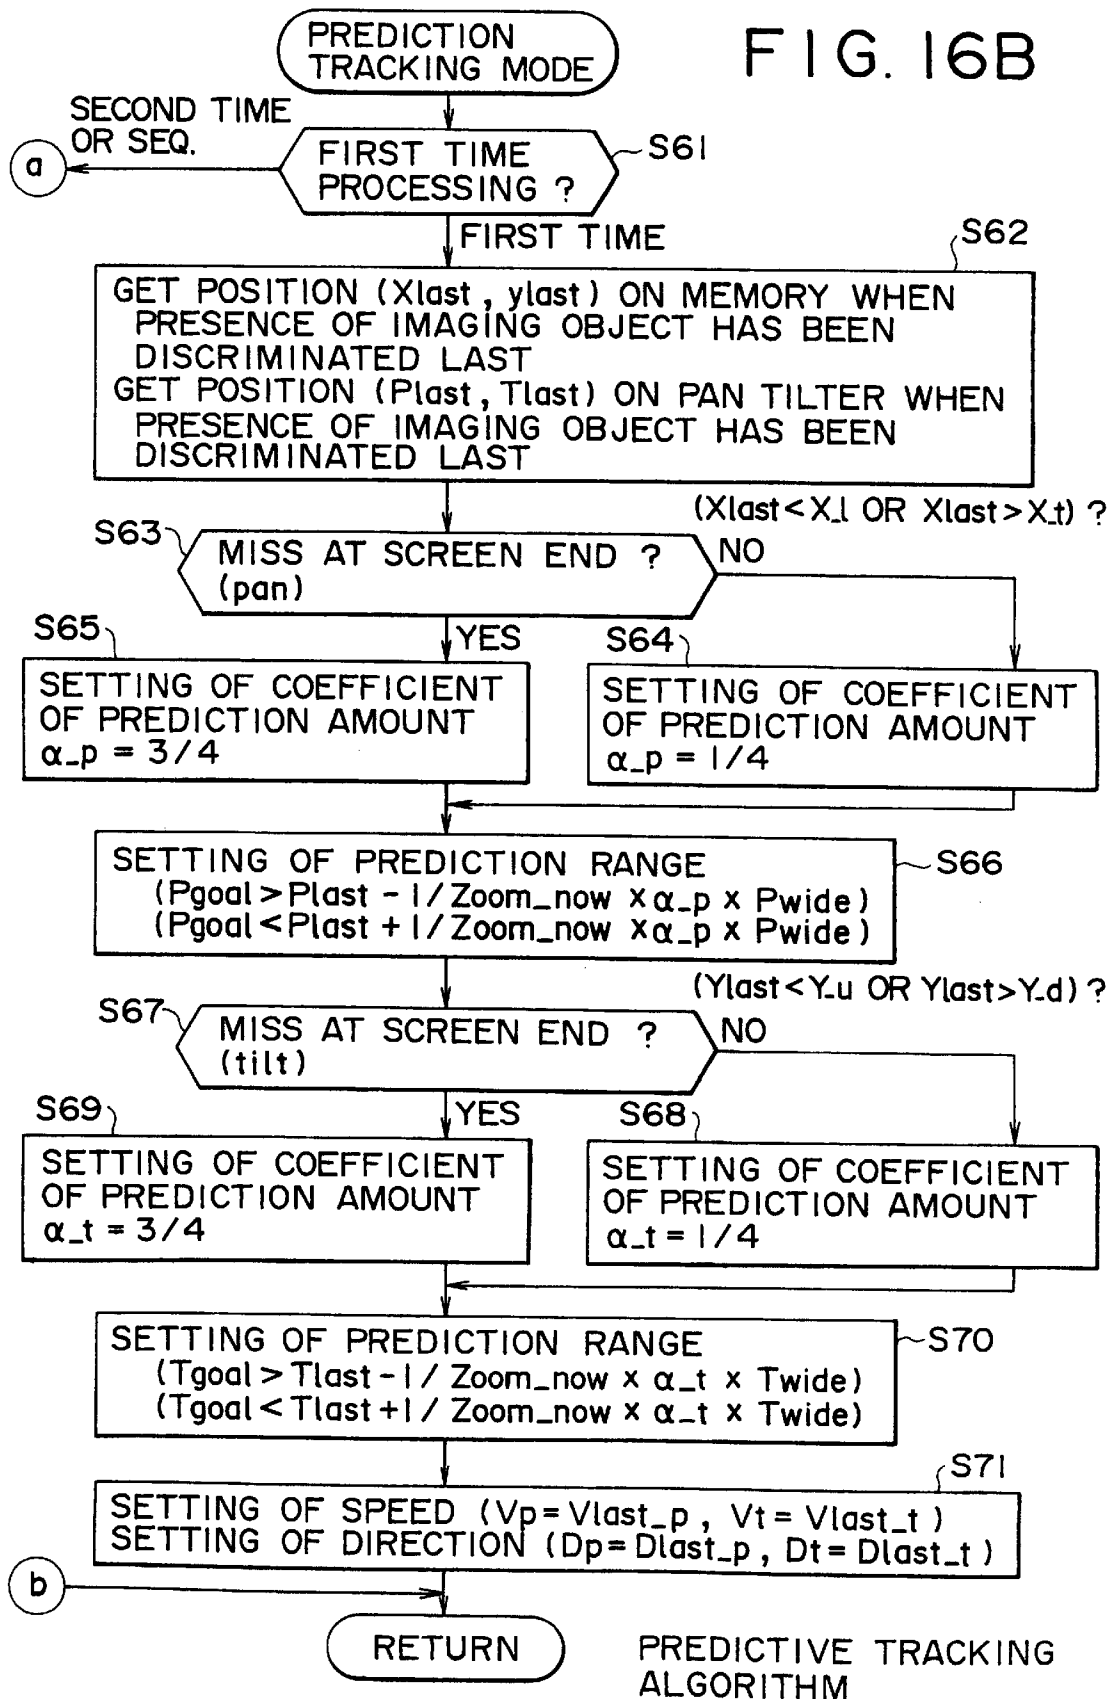 PREDICTION
TRACKING MODE
FIG. 16B
SECOND TIME
OR SEQ.
a
FIRST TIME
PROCESSING ?
S61
FIRST TIME
S62
GET POSITION (Xlast, ylast) ON MEMORY WHEN
PRESENCE OF IMAGING OBJECT HAS BEEN
DISCRIMINATED LAST
GET POSITION (Plast, Tlast) ON PAN TILTER WHEN
PRESENCE OF IMAGING OBJECT HAS BEEN
DISCRIMINATED LAST
(Xlast<X_l OR Xlast>X_t) ?
S63
MISS AT SCREEN END ?
(pan)
NO
YES
S65
SETTING OF COEFFICIENT
OF PREDICTION AMOUNT
α_p = 3/4
S64
SETTING OF COEFFICIENT
OF PREDICTION AMOUNT
α_p = 1/4
SETTING OF PREDICTION RANGE
(Pgoal>Plast-1/Zoom_now ×α_p × Pwide)
(Pgoal<Plast+1/Zoom_now ×α_p × Pwide)
S66
(Ylast<Y_u OR Ylast>Y_d) ?
S67
MISS AT SCREEN END ?
(tilt)
NO
YES
S69
SETTING OF COEFFICIENT
OF PREDICTION AMOUNT
α_t = 3/4
S68
SETTING OF COEFFICIENT
OF PREDICTION AMOUNT
α_t = 1/4
SETTING OF PREDICTION RANGE
(Tgoal>Tlast-1/Zoom_now × α_t × Twide)
(Tgoal<Tlast+1/Zoom_now × α_t × Twide)
S70
S71
SETTING OF SPEED (Vp=Vlast_p, Vt=Vlast_t)
SETTING OF DIRECTION (Dp=Dlast_p, Dt=Dlast_t)
b
RETURN
PREDICTIVE TRACKING
ALGORITHM